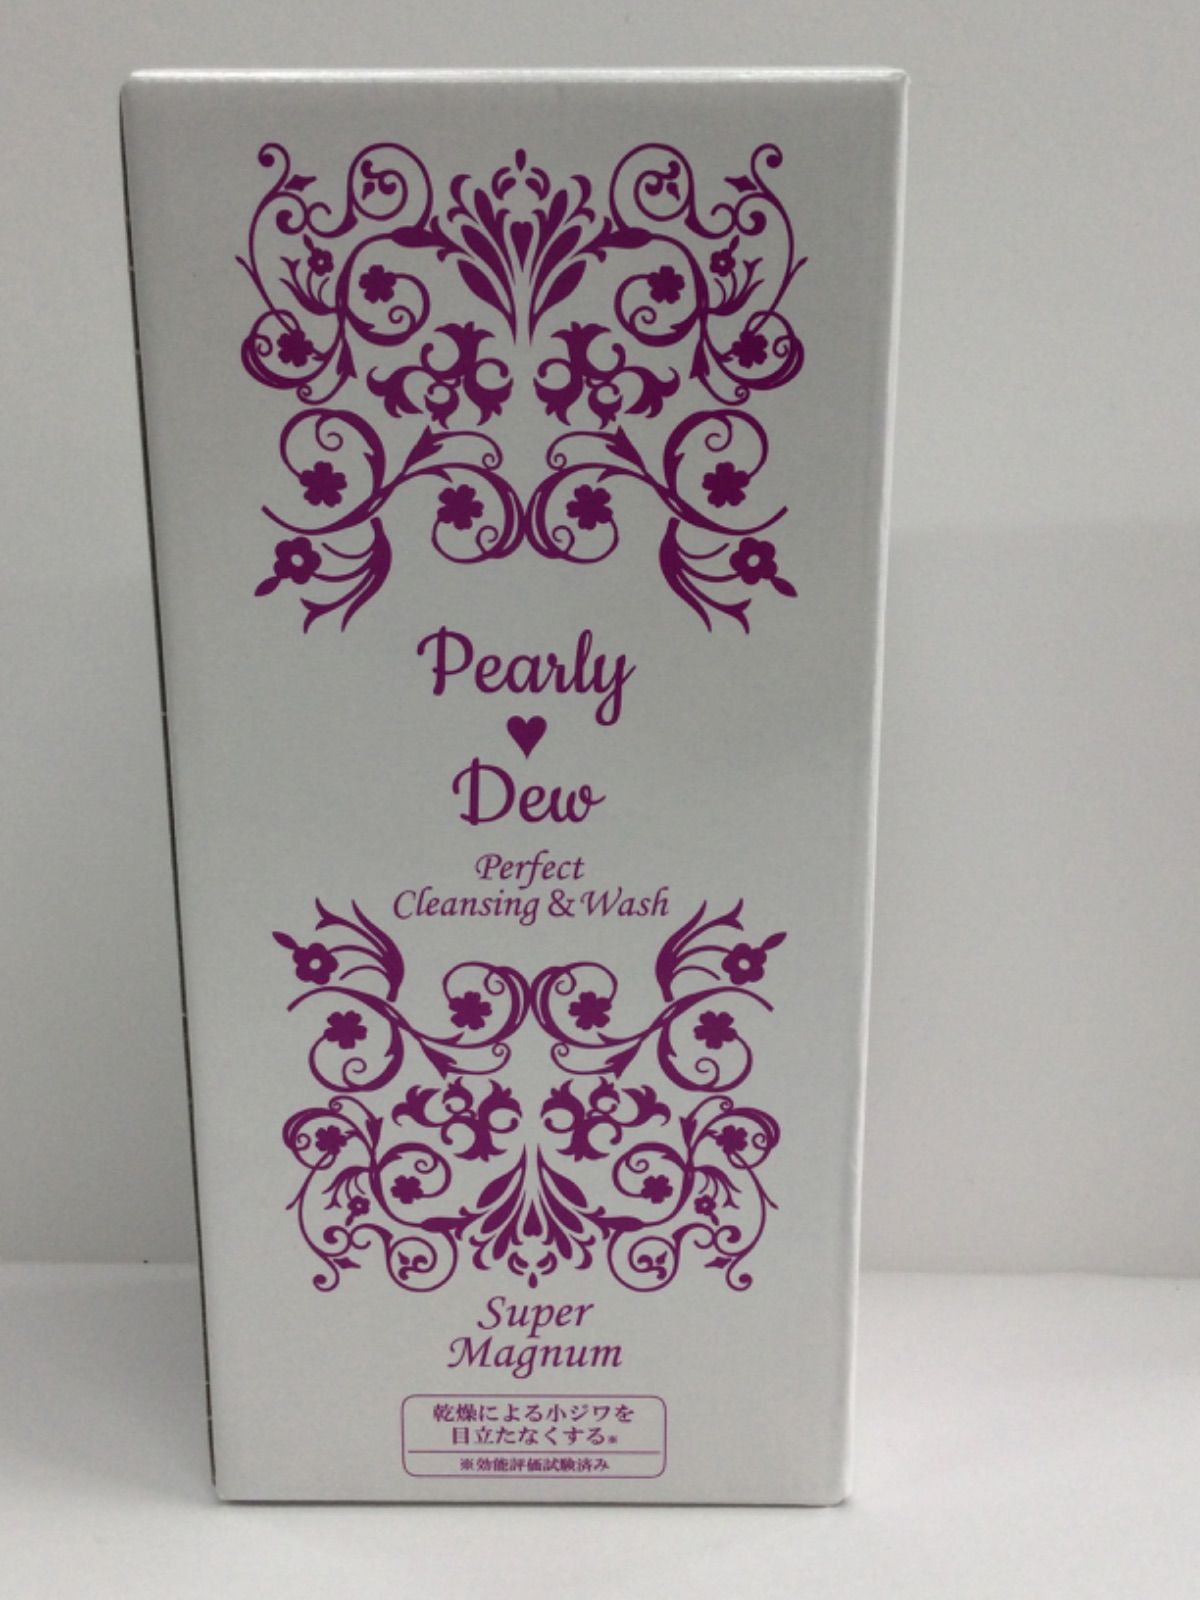 Pearly
♥
Dew
Perfect
Cleansing & Wash
Super
Magnum
乾燥による小ジワを
目立たなくする※
※効能評価試験済み